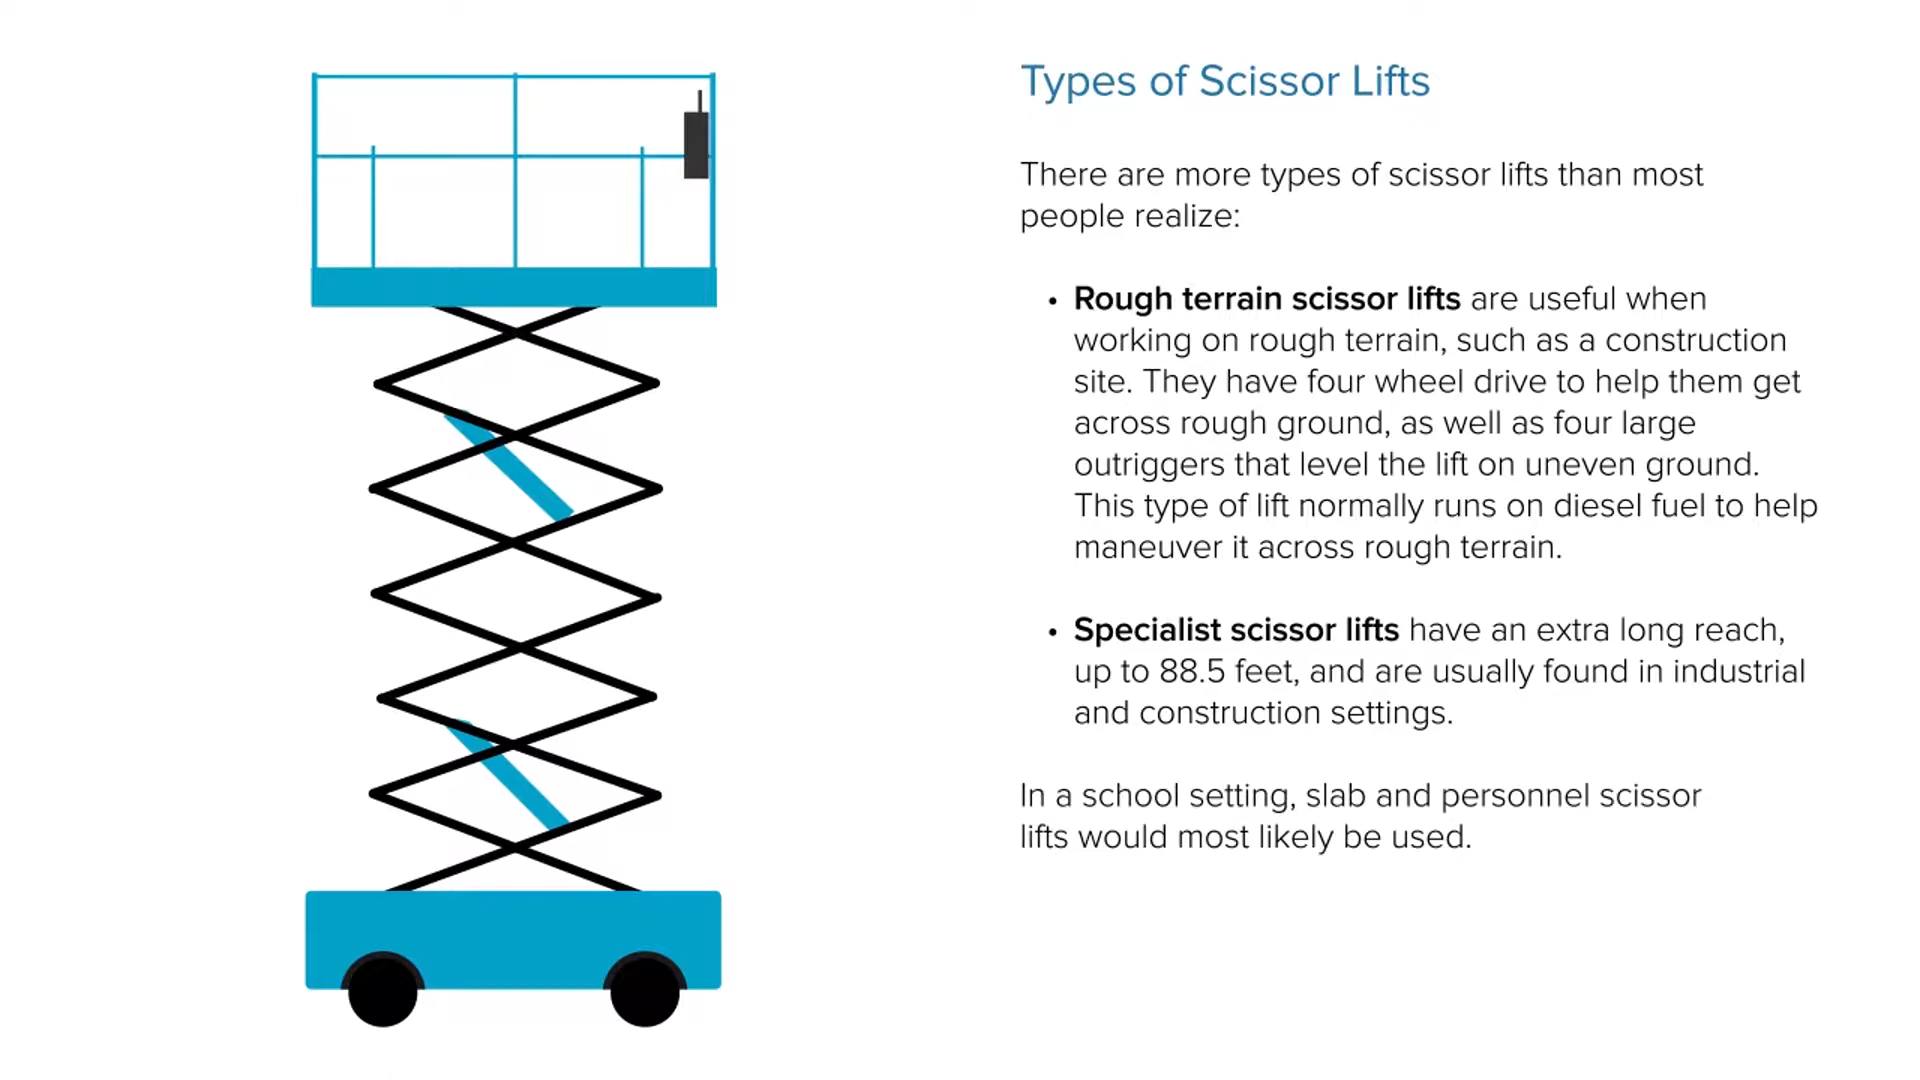 Types of Scissor Lifts
There are more types of scissor lifts than most
people realize:
• Rough terrain scissor lifts are useful when
working on rough terrain, such as a construction
site. They have four wheel drive to help them get
across rough ground, as well as four large
outriggers that level the lift on uneven ground.
This type of lift normally runs on diesel fuel to help
maneuver it across rough terrain.
• Specialist scissor lifts have an extra long reach,
up to 88.5 feet, and are usually found in industrial
and construction settings.
In a school setting, slab and personnel scissor
lifts would most likely be used.